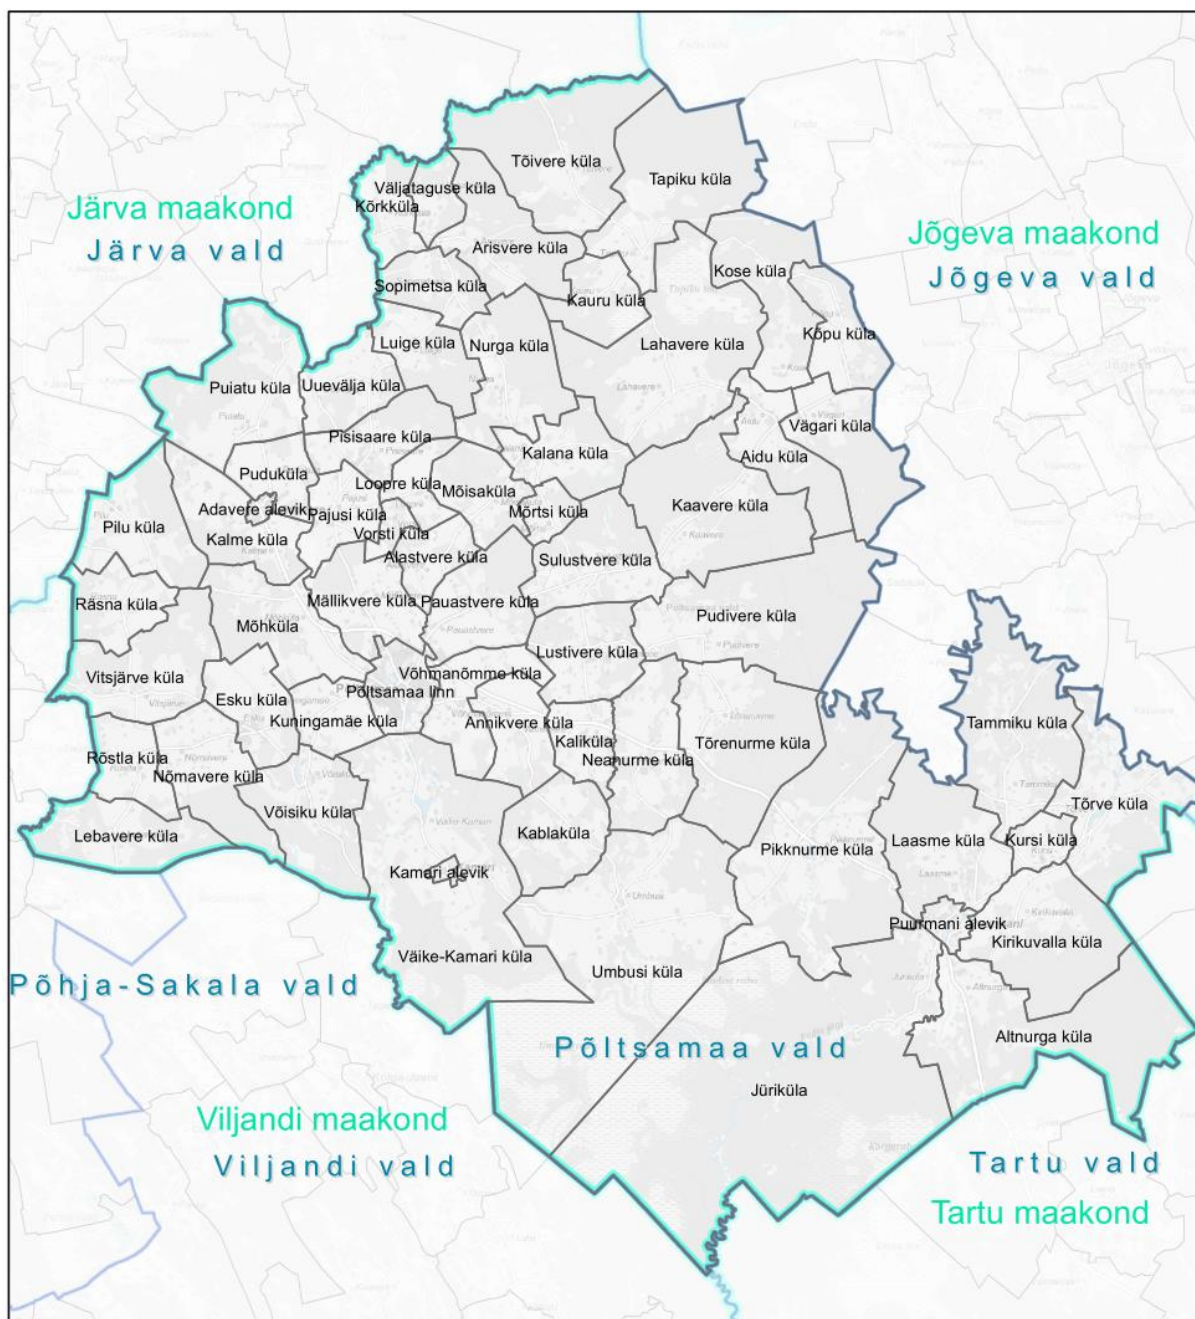 Tõivere küla
Tapiku küla
Väljataguse küla
Kõrkküla
Järva maakond
Järva vald
Arisvere küla
Jõgeva maakond
Jõgeva vald
Kose küla
Sopimetsa küla
Kauru küla
Kõpu küla
Luige küla
Nurga küla
Lahavere küla
Puiatu küla
Uuevälja küla
Vägari küla
Pisisaare küla
Kalana küla
Aidu küla
Puduküla
Loopre küla
Mõisaküla
Adavere alevik
Pajusi küla
Mõrtsi küla
Kaavere küla
Pilu küla
Kalme küla
Vorsti küla
Alastvere küla
Sulustvere küla
Räsna küla
Mällikvere küla
Pauastvere küla
Pudivere küla
Mõhküla
Lustivere küla
Vitsjärve küla
Võhmanõmme küla
Esku küla
Põltsamaa linn
Kuningamäe küla
Annikvere küla
Tammiku küla
Kaliküla
Tõrenurme küla
Rõstla küla
Neanurme küla
Nõmavere küla
Tõrve küla
Võisiku küla
Lebavere küla
Kablaküla
Pikknurme küla
Laasme küla
Kursi küla
Kamari alevik
Puurmani alevik
Kirikuvalla küla
Väike-Kamari küla
Umbusi küla
Põhja-Sakala vald
Põltsamaa vald
Altnurga küla
Jüriküla
Viljandi maakond
Viljandi vald
Tartu vald
Tartu maakond